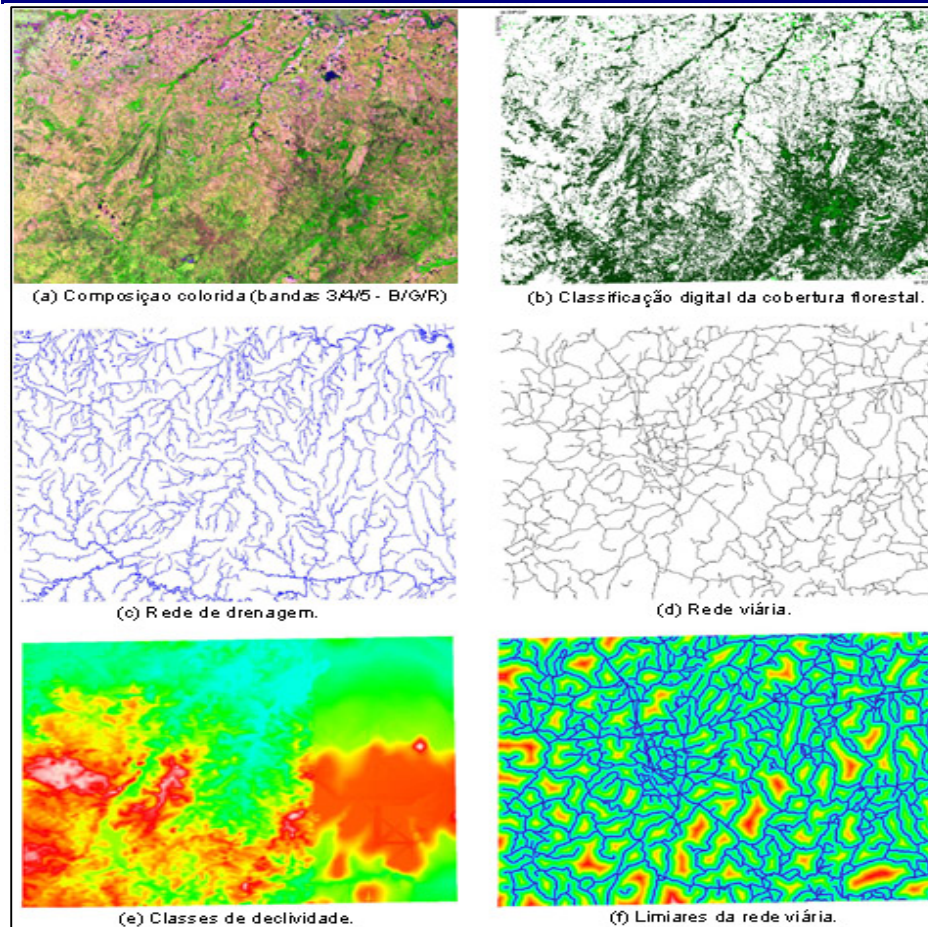 (a) Composiçao colorida (bandas 3/4/5 - B/G/R)
(b) Classificação digital da cobertura florestal.
(c) Rede de drenagem.
(d) Rede viária.
(e) Classes de declividade.
(f) Limiares da rede viária.